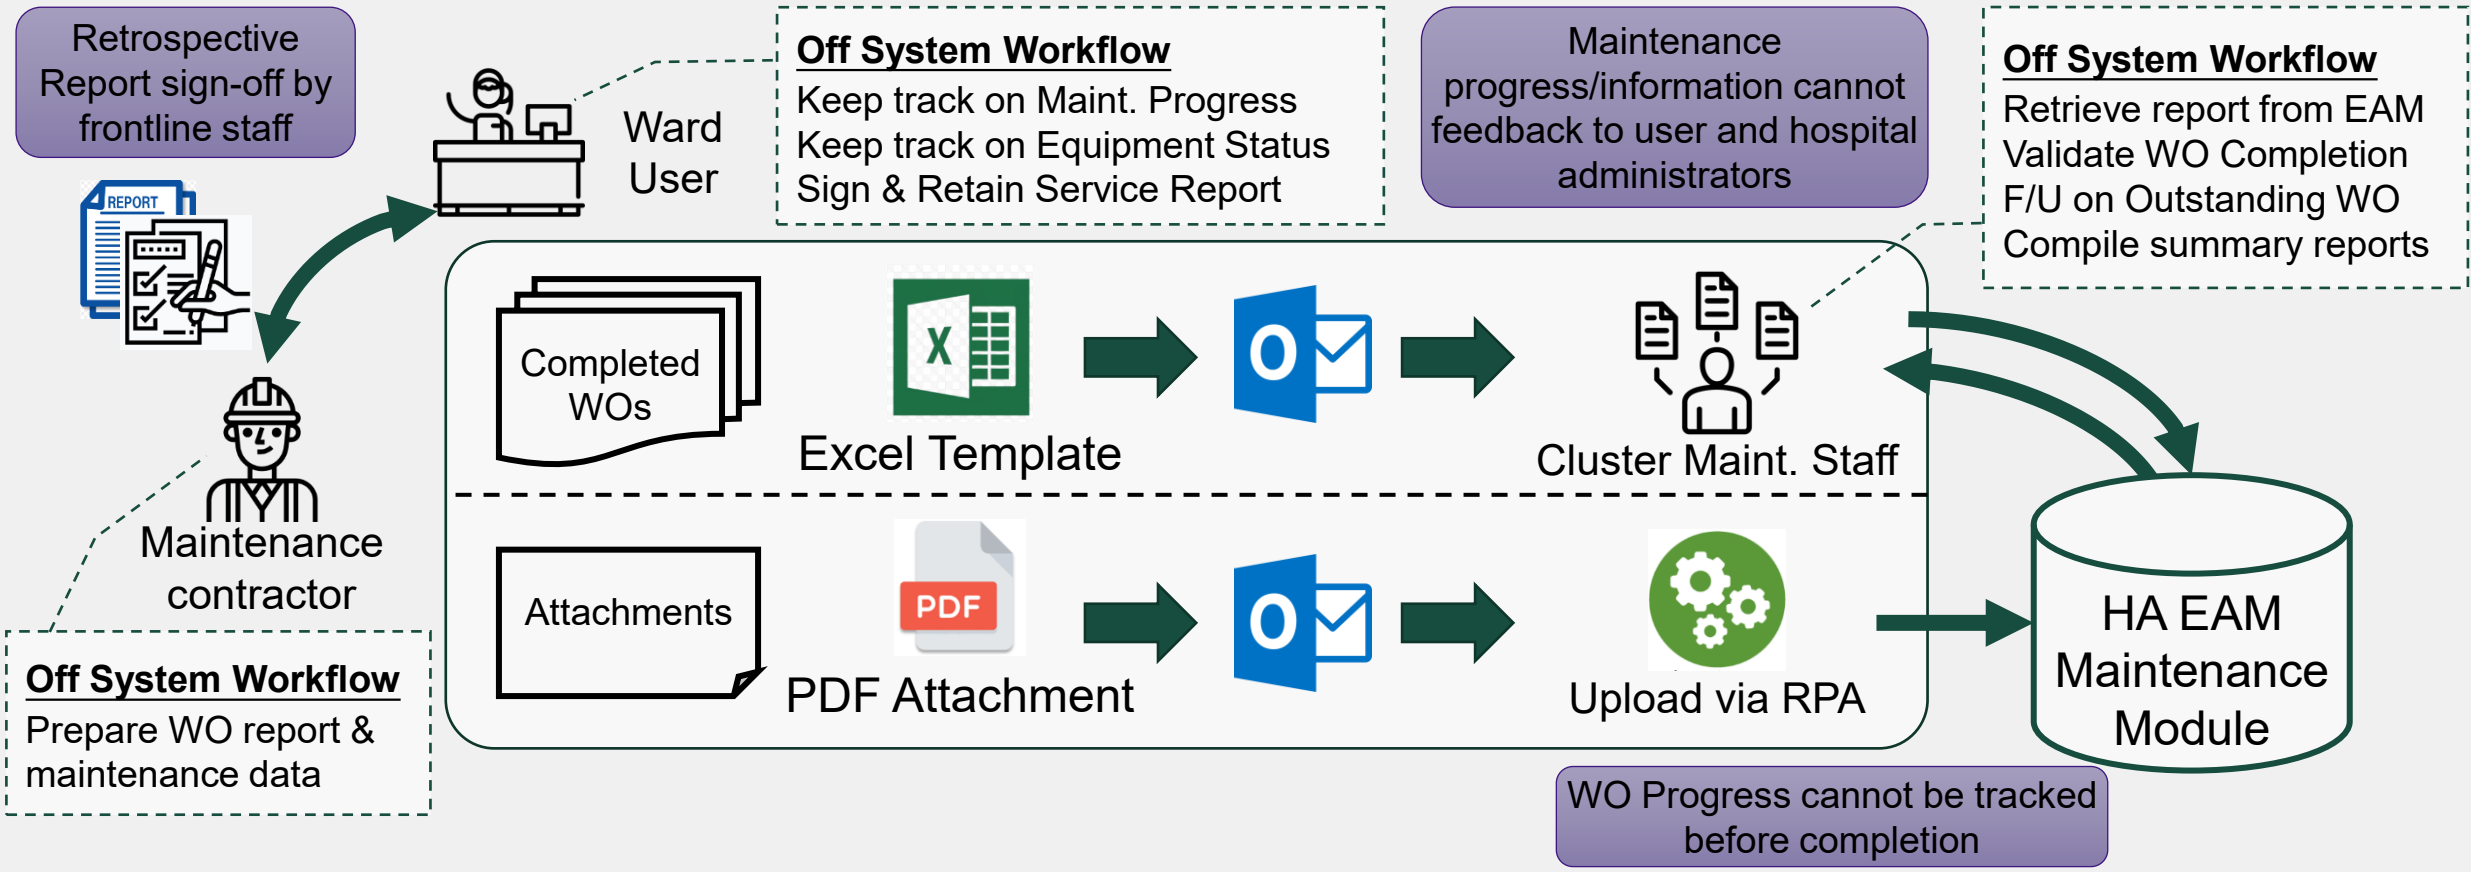 Retrospective
Report sign-off by
frontline staff
REPORT
Ward
User
Off System Workflow
Keep track on Maint. Progress
Keep track on Equipment Status
Sign & Retain Service Report
Maintenance
progress/information cannot
feedback to user and hospital
administrators
Off System Workflow
Retrieve report from EAM
Validate WO Completion
F/U on Outstanding WO
Compile summary reports
Completed
WOs
X
Excel Template
O
Cluster Maint. Staff
Maintenance
contractor
Off System Workflow
Prepare WO report &
maintenance data
Attachments
PDF
PDF Attachment
O
Upload via RPA
HA EAM
Maintenance
Module
WO Progress cannot be tracked
before completion